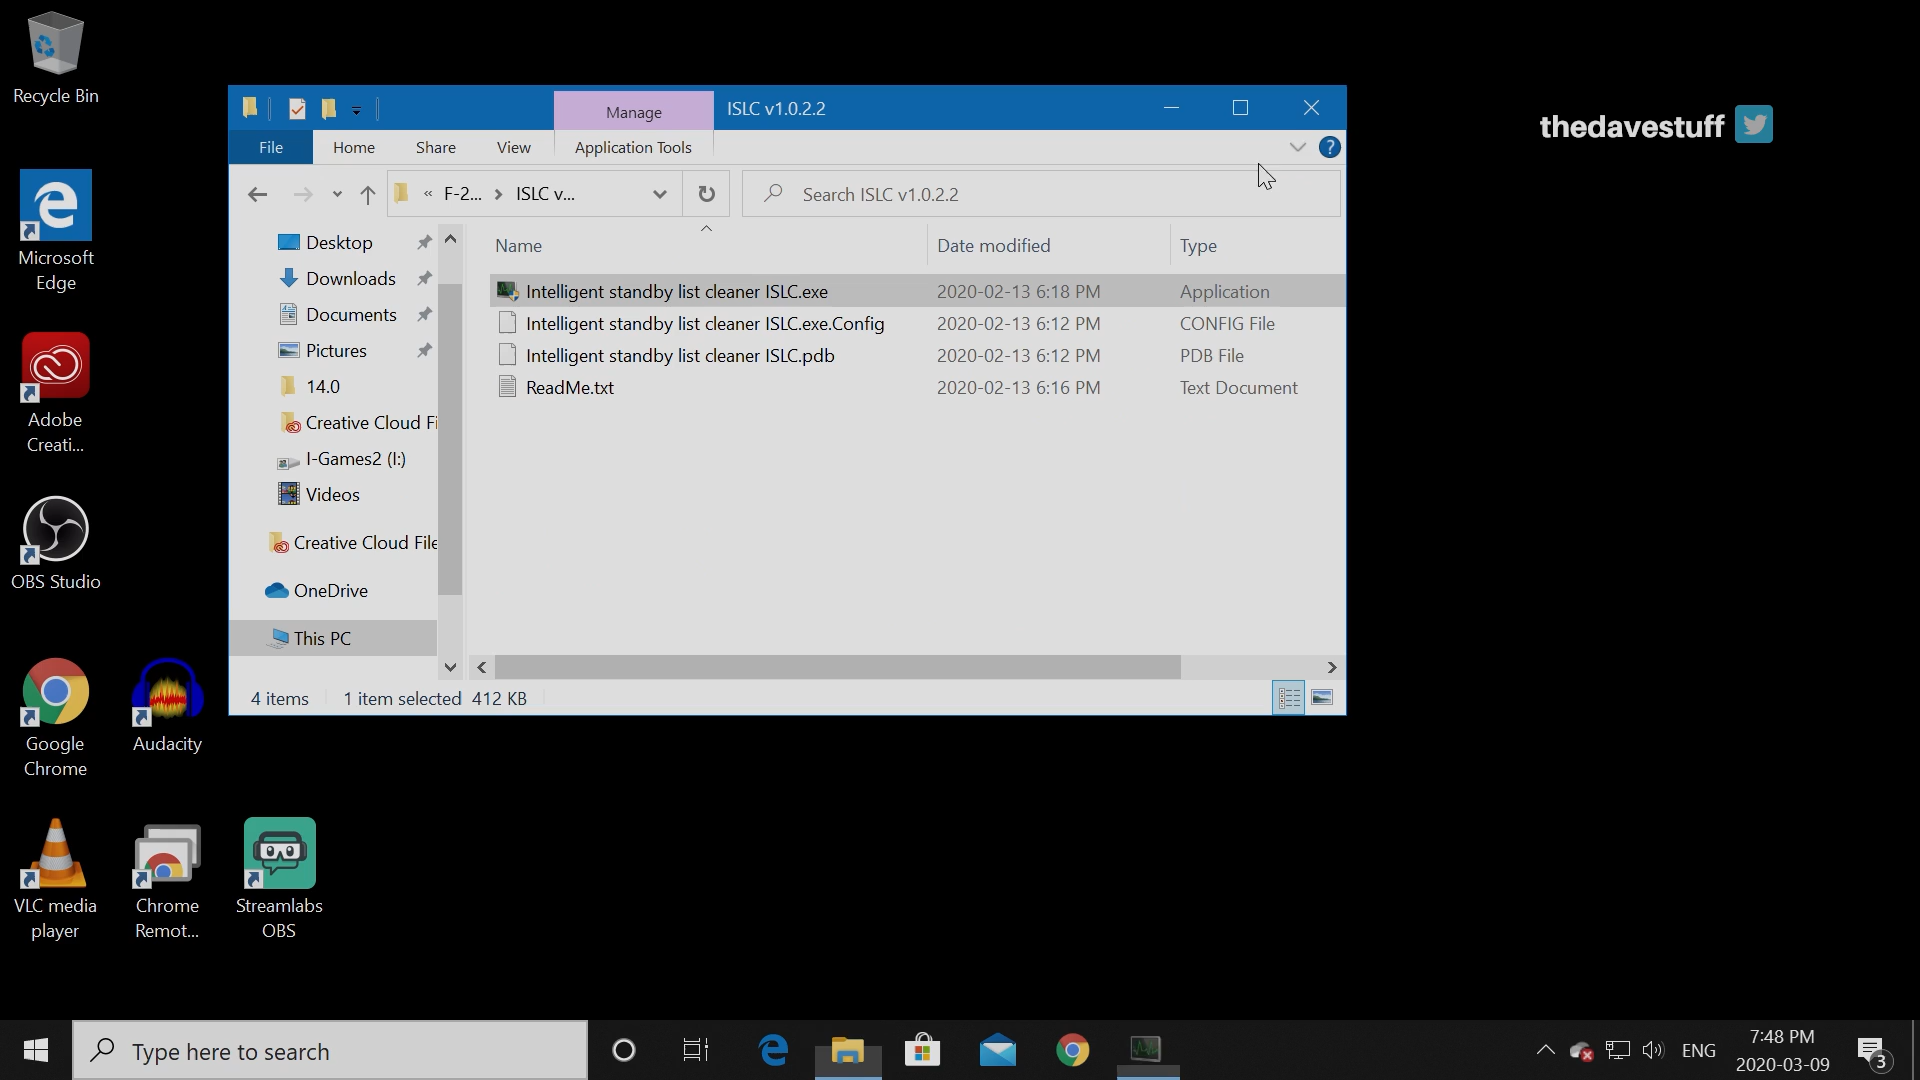 Recycle Bin
Microsoft
Edge
Adobe
Creati...
OBS Studio
Google
Chrome
Audacity
VLC media
player
Chrome
Remot...
Streamlabs
OBS
Manage
ISLC v1.0.2.2
File
Home
Share
View
Application Tools
?
« F-2... > ISLC v...
Search ISLC v1.0.2.2
Desktop
Downloads
Documents
Pictures
14.0
Creative Cloud Fi
I-Games2 (I:)
Videos
Creative Cloud File
OneDrive
This PC
Name Date modified Type
Intelligent standby list cleaner ISLC.exe 2020-02-13 6:18 PM Application
Intelligent standby list cleaner ISLC.exe.Config 2020-02-13 6:12 PM CONFIG File
Intelligent standby list cleaner ISLC.pdb 2020-02-13 6:12 PM PDB File
ReadMe.txt 2020-02-13 6:16 PM Text Document
4 items 1 item selected 412 KB
thedavestuff
Type here to search
ENG
7:48 PM
2020-03-09
3